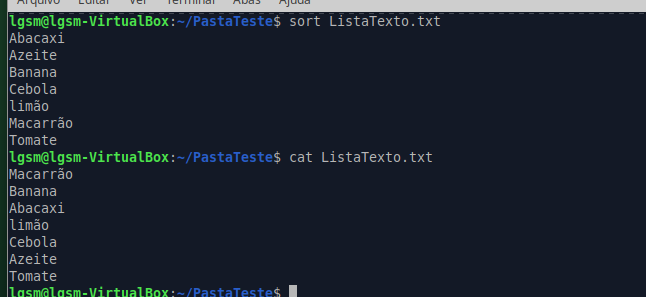 Arquivo Editar Ver Terminal Abas Ajuda
lgsm@lgsm-VirtualBox:~/PastaTeste$ sort ListaTexto.txt
Abacaxi
Azeite
Banana
Cebola
limão
Macarrão
Tomate
lgsm@lgsm-VirtualBox:~/PastaTeste$ cat ListaTexto.txt
Macarrão
Banana
Abacaxi
limão
Cebola
Azeite
Tomate
lgsm@lgsm-VirtualBox:~/PastaTeste$